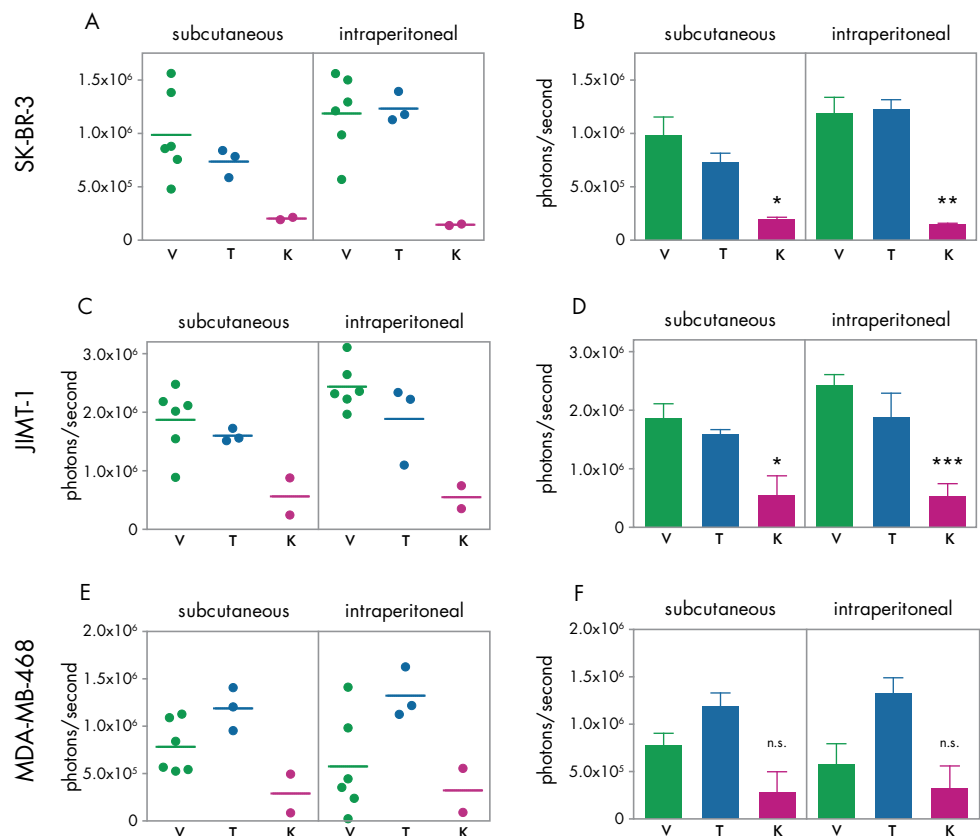 A
subcutaneous
intraperitoneal
SK-BR-3
1.5x10⁶
1.0x10⁶
5.0x10⁵
0
V T K V T K
B
subcutaneous
intraperitoneal
photons/second
1.5x10⁶
1.0x10⁶
5.0x10⁵
0
* **
V T K V T K
C
subcutaneous
intraperitoneal
JIMT-1
photons/second
3.0x10⁶
2.0x10⁶
1.0x10⁶
0
V T K V T K
D
subcutaneous
intraperitoneal
photons/second
3.0x10⁶
2.0x10⁶
1.0x10⁶
0
* ***
V T K V T K
E
subcutaneous
intraperitoneal
MDA-MB-468
photons/second
2.0x10⁶
1.5x10⁶
1.0x10⁶
5.0x10⁵
0
V T K V T K
F
subcutaneous
intraperitoneal
photons/second
2.0x10⁶
1.5x10⁶
1.0x10⁶
5.0x10⁵
0
n.s. n.s.
V T K V T K